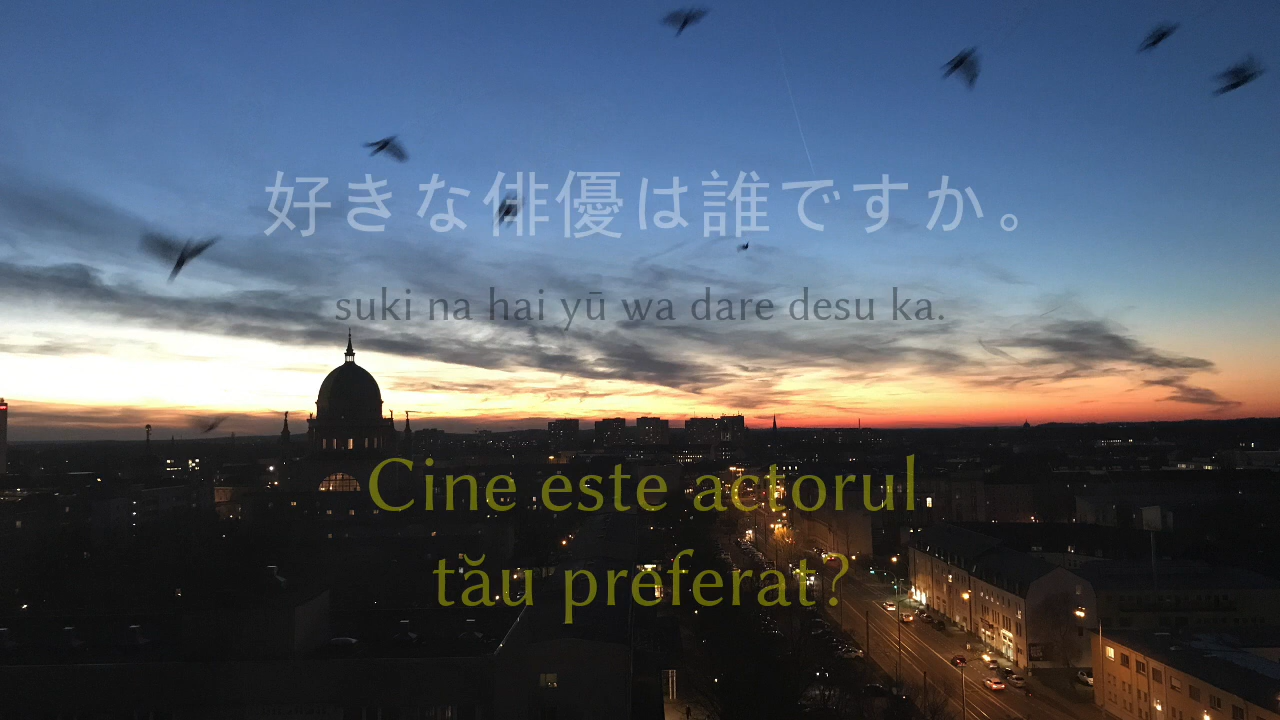 好きな俳優は誰ですか。
suki na hai yū wa dare desu ka.
Cine este actorul
tău preferat?